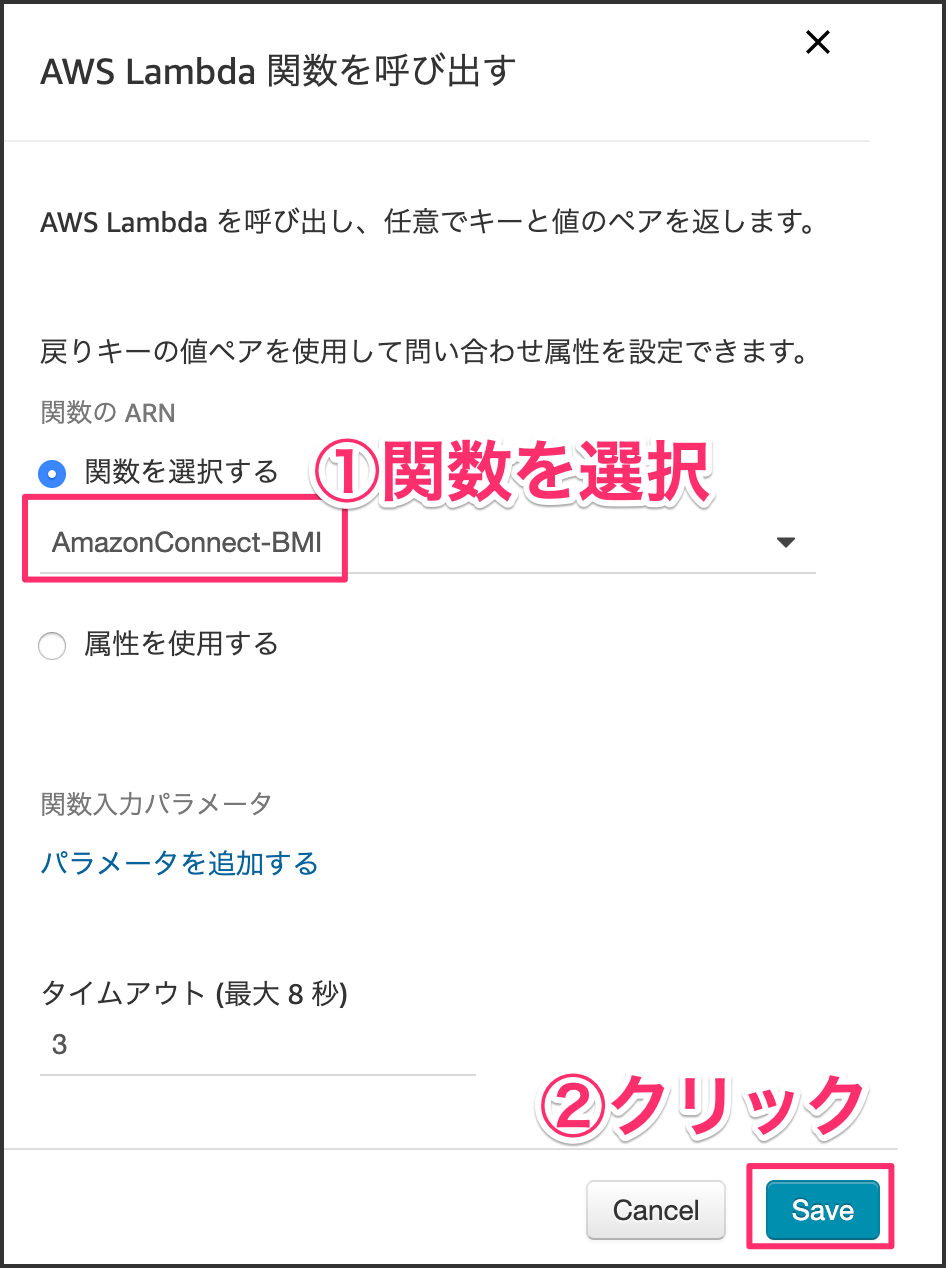 AWS Lambda 関数を呼び出す
AWS Lambda を呼び出し、任意でキーと値のペアを返します。
戻りキーの値ペアを使用して問い合わせ属性を設定できます。
関数の ARN
関数を選択する
①関数を選択
AmazonConnect-BMI
属性を使用する
関数入力パラメータ
パラメータを追加する
タイムアウト (最大 8 秒)
3
②クリック
Cancel
Save